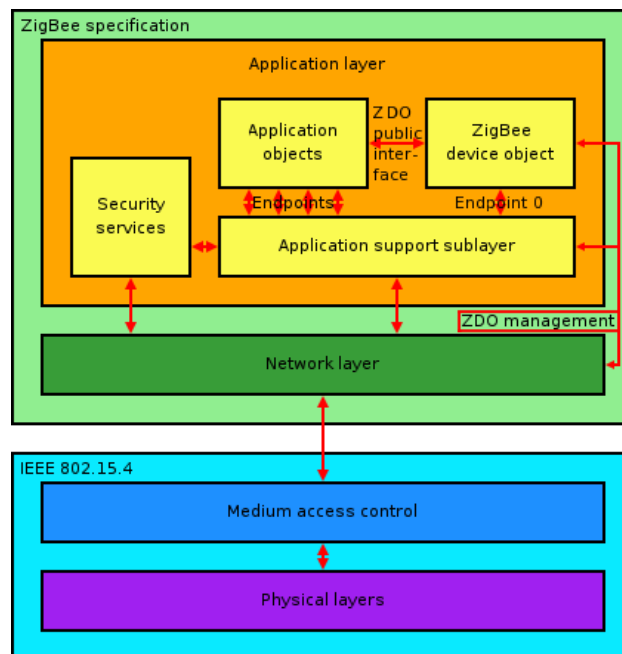 ZigBee specification
Application layer
Application
objects
ZDO
public
inter-
face
ZigBee
device object
Security
services
Endpoints
Endpoint 0
Application support sublayer
ZDO management
Network layer
IEEE 802.15.4
Medium access control
Physical layers